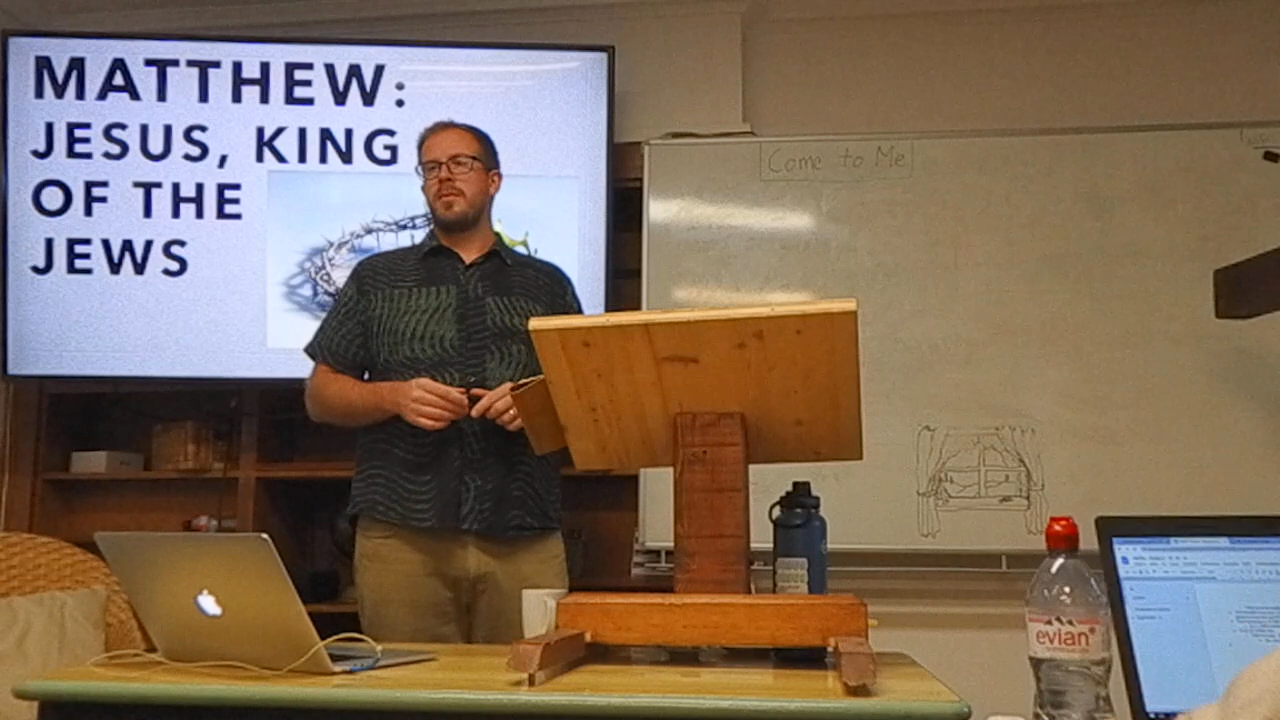 MATTHEW:
JESUS, KING
OF THE
JEWS
Come to Me
evian